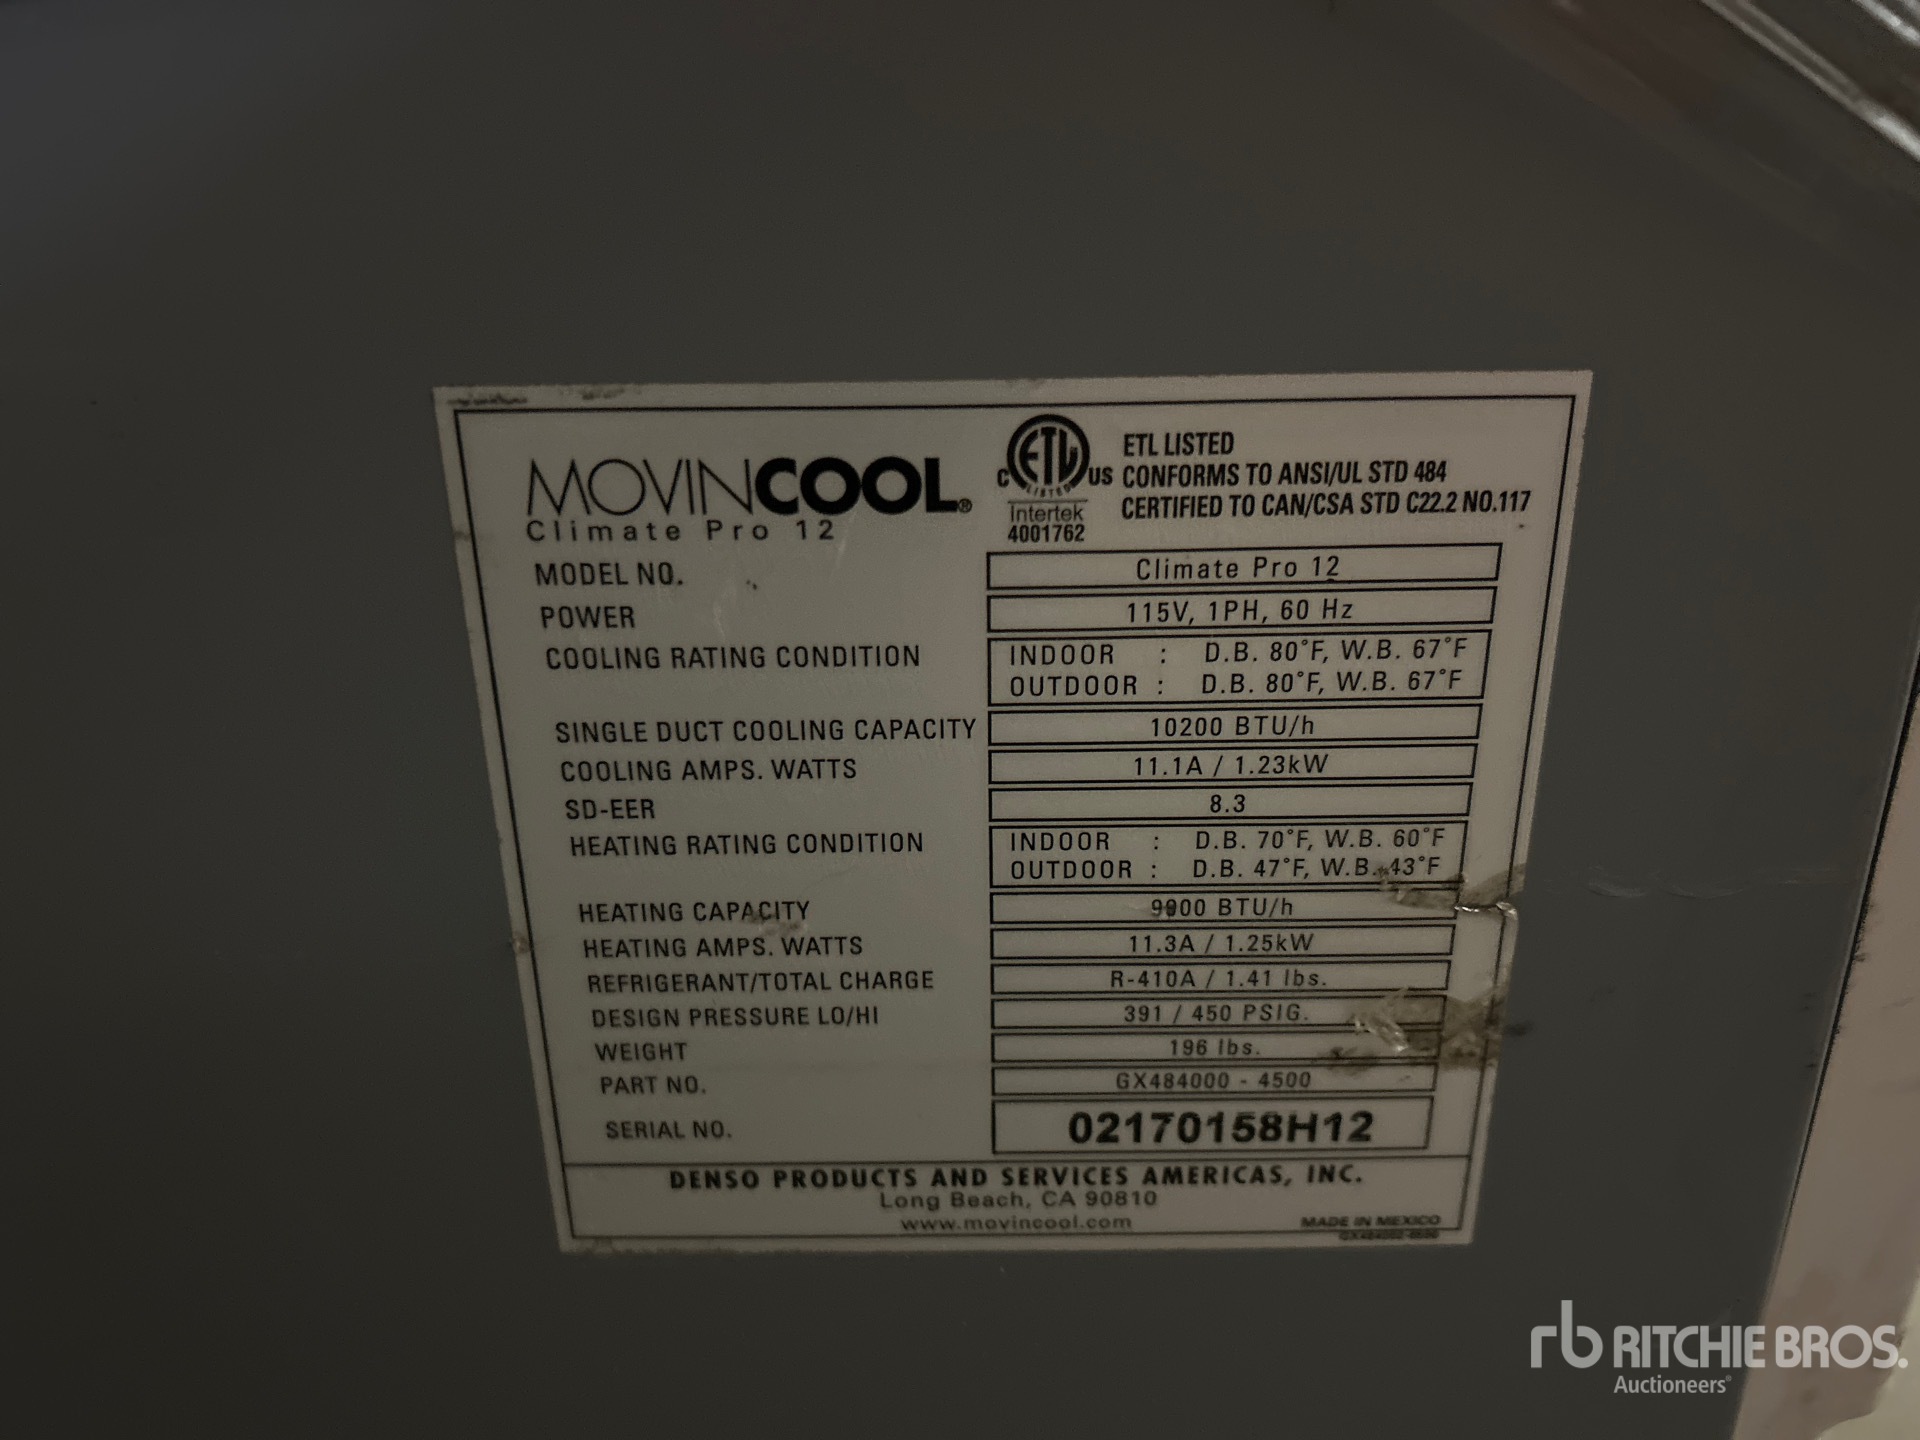 MOVINCOOL®
Climate Pro 12
C ETL LISTED US
Intertek
4001762
ETL LISTED
CONFORMS TO ANSI/UL STD 484
CERTIFIED TO CAN/CSA STD C22.2 NO.117
MODEL NO. Climate Pro 12
POWER 115V, 1PH, 60 Hz
COOLING RATING CONDITION INDOOR : D.B. 80°F, W.B. 67°F
OUTDOOR : D.B. 80°F, W.B. 67°F
SINGLE DUCT COOLING CAPACITY 10200 BTU/h
COOLING AMPS. WATTS 11.1A / 1.23kW
SD-EER 8.3
HEATING RATING CONDITION INDOOR : D.B. 70°F, W.B. 60°F
OUTDOOR : D.B. 47°F, W.B. 43°F
HEATING CAPACITY BTU/h
HEATING AMPS. WATTS 11.3A / 1.25kW
REFRIGERANT/TOTAL CHARGE R-410A / 1.41 lbs.
DESIGN PRESSURE LO/HI 391 / 450 PSIG.
WEIGHT 196 lbs.
PART NO. GX484000 - 4500
SERIAL NO. 02170158H12
DENSO PRODUCTS AND SERVICES AMERICAS, INC.
Long Beach, CA 90810
www.movincool.com
MADE IN MEXICO
rb RITCHIE BROS.
Auctioneers®